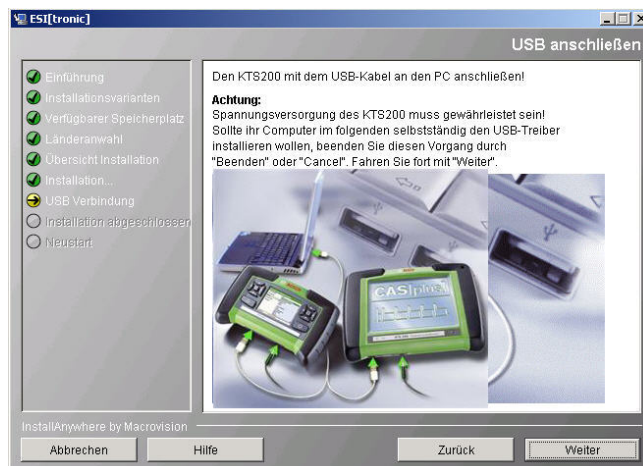 ESI[tronic]
USB anschließen
Einführung
Installationsvarianten
Verfügbarer Speicherplatz
Länderanwahl
Übersicht Installation
Installation...
USB Verbindung
Installation abgeschlossen
Neustart
Den KTS200 mit dem USB-Kabel an den PC anschließen!
Achtung:
Spannungsversorgung des KTS200 muss gewährleistet sein!
Sollte ihr Computer im folgenden selbstständig den USB-Treiber
installieren wollen, beenden Sie diesen Vorgang durch
"Beenden" oder "Cancel". Fahren Sie fort mit "Weiter".
CAS plus
InstallAnywhere by Macrovision
Abbrechen
Hilfe
Zurück
Weiter